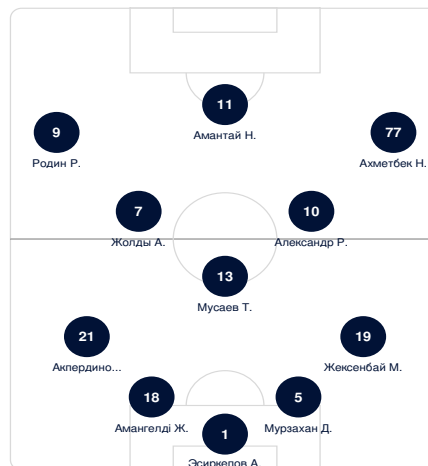 11
Амантай Н.
9
Родин Р.
77
Ахметбек Н.
7
Жолды А.
10
Александр Р.
13
Мусаев Т.
21
Акпердино...
19
Жексенбай М.
18
Амангелді Ж.
5
Мурзахан Д.
1
Эсиркепов А.